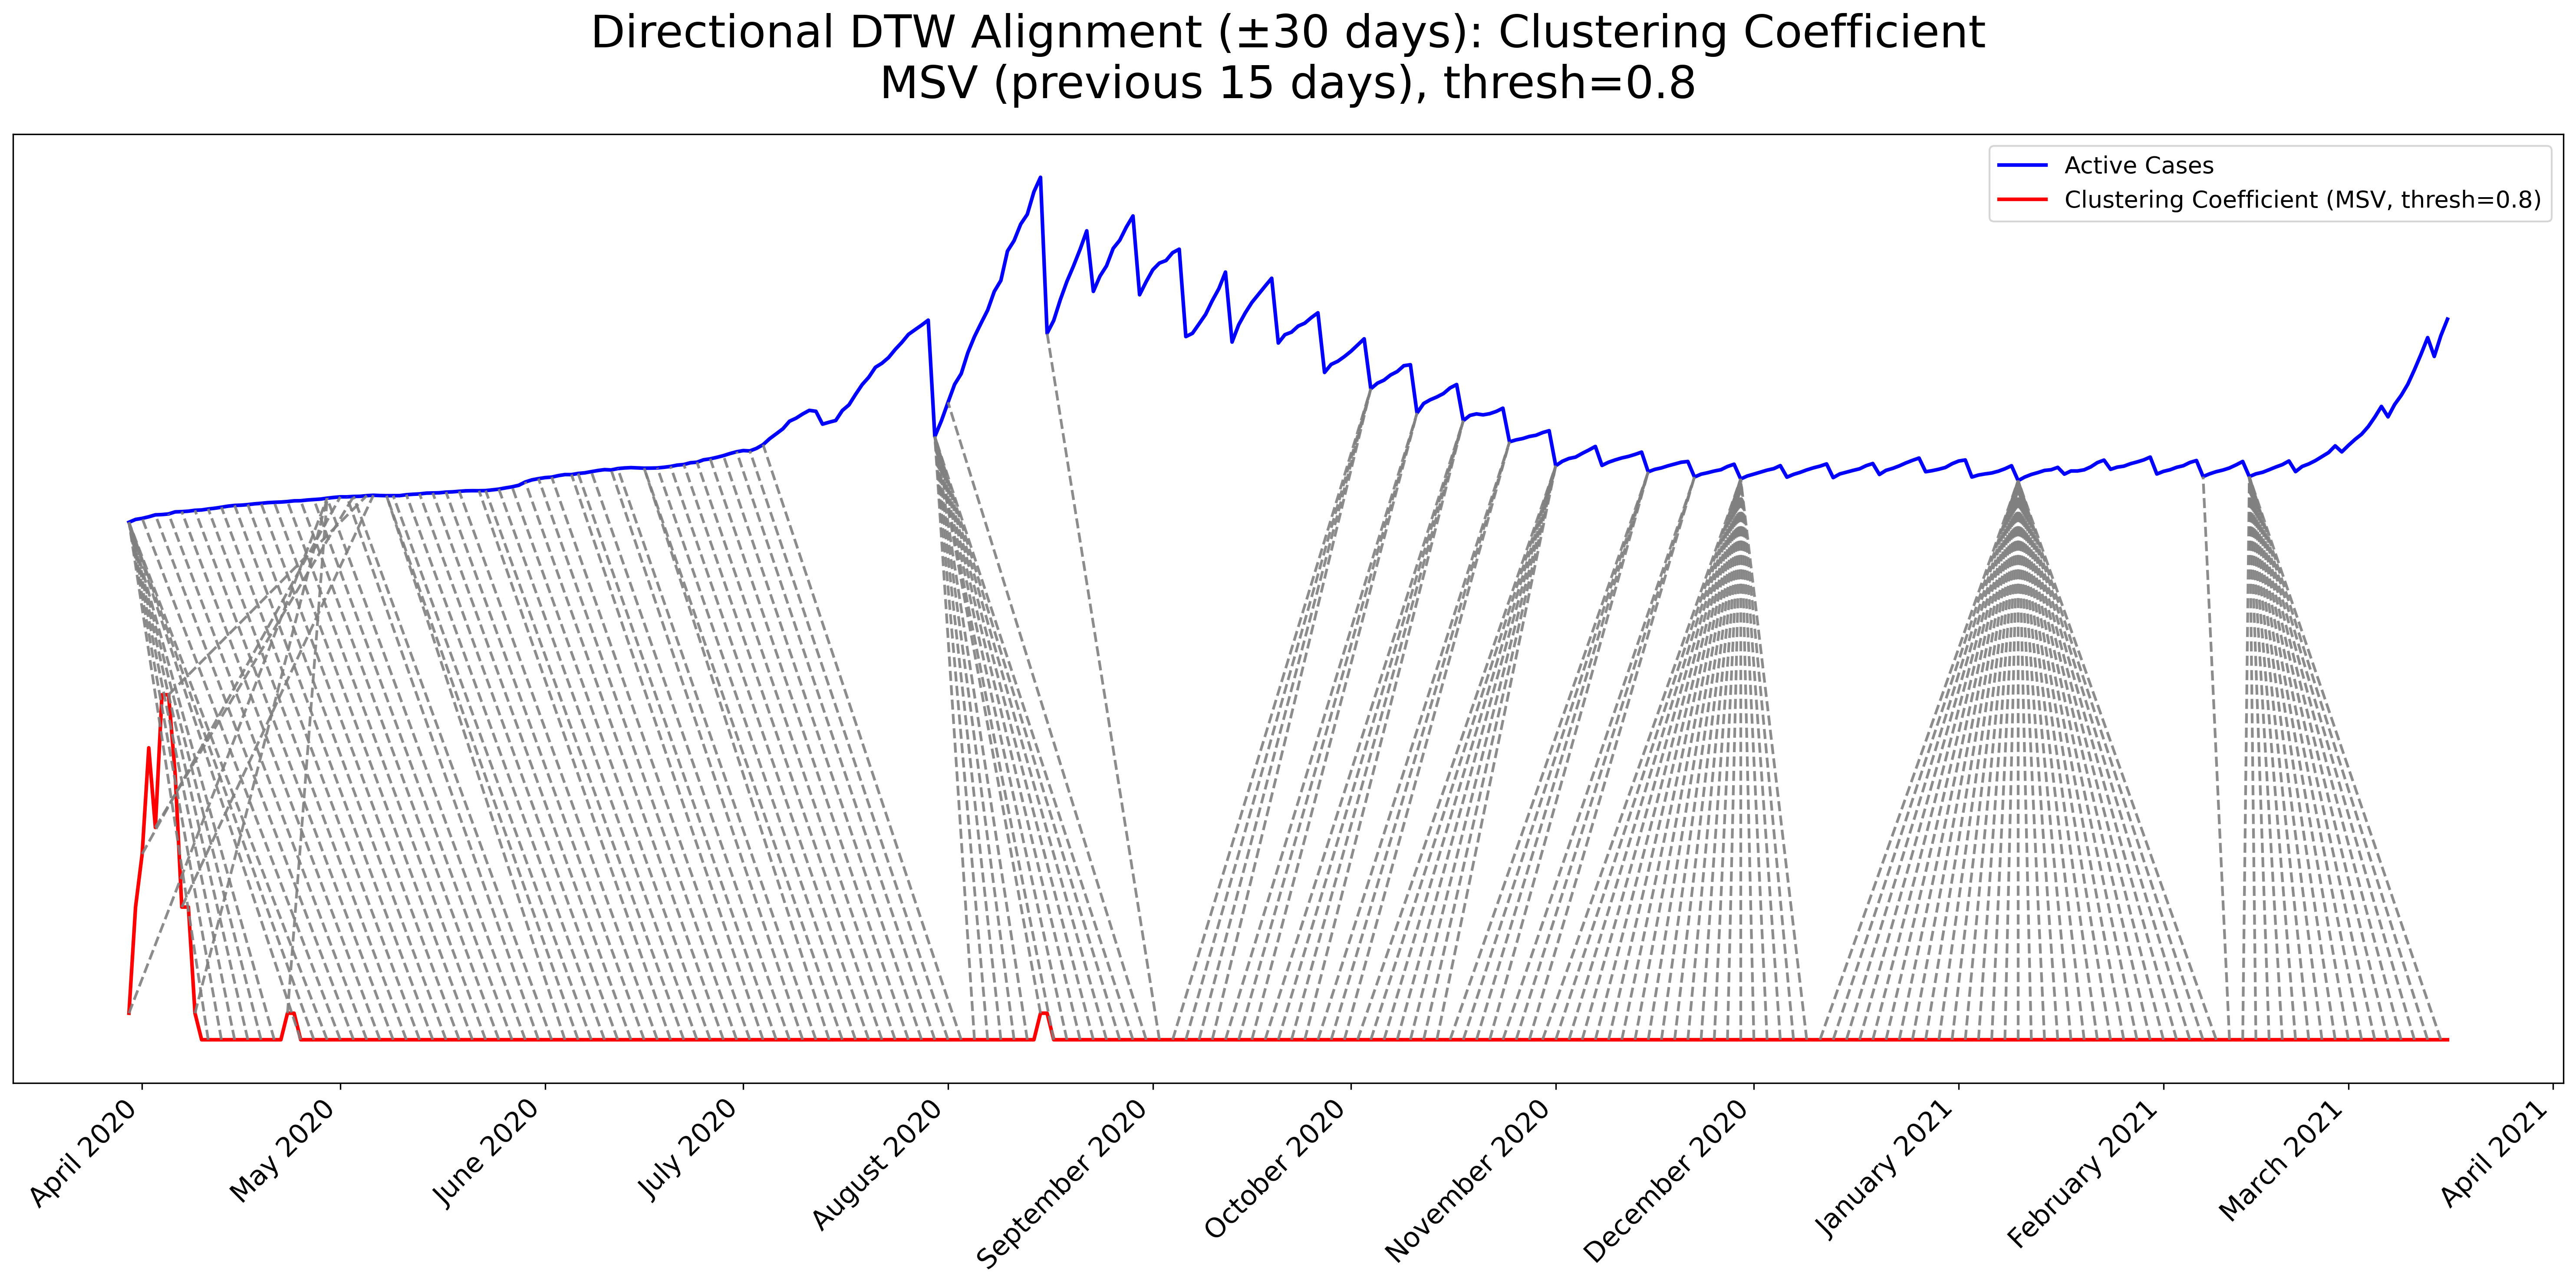 Directional DTW Alignment (±30 days): Clustering Coefficient
MSV (previous 15 days), thresh=0.8
Active Cases
Clustering Coefficient (MSV, thresh=0.8)
April 2020
May 2020
June 2020
July 2020
August 2020
September 2020
October 2020
November 2020
December 2020
January 2021
February 2021
March 2021
April 2021